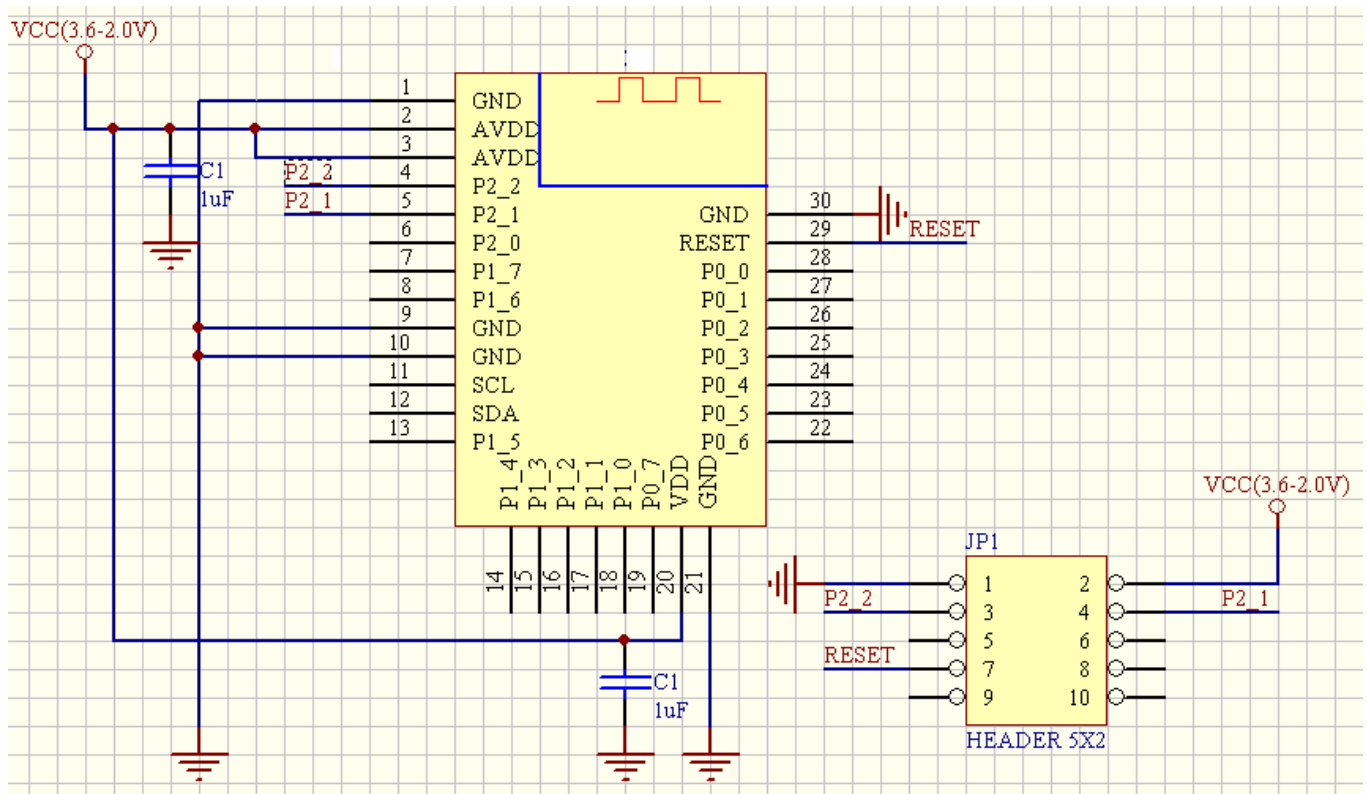 VCC(3.6-2.0V)
1 GND
2 AVDD
3 AVDD
P2_2 4 P2_2
P2_1 5 P2_1
6 P2_0
7 P1_7
8 P1_6
9 GND
10 GND
11 SCL
12 SDA
13 P1_5
C1
1uF
GND 30
RESET 29 RESET
P0_0 28
P0_1 27
P0_2 26
P0_3 25
P0_4 24
P0_5 23
P0_6 22
P1_4 P1_3 P1_2 P1_1 P1_0 P0_7 VDD GND
14 15 16 17 18 19 20 21
C1
1uF
VCC(3.6-2.0V)
JP1
1 2
P2_2 3 4 P2_1
5 6
RESET 7 8
9 10
HEADER 5X2